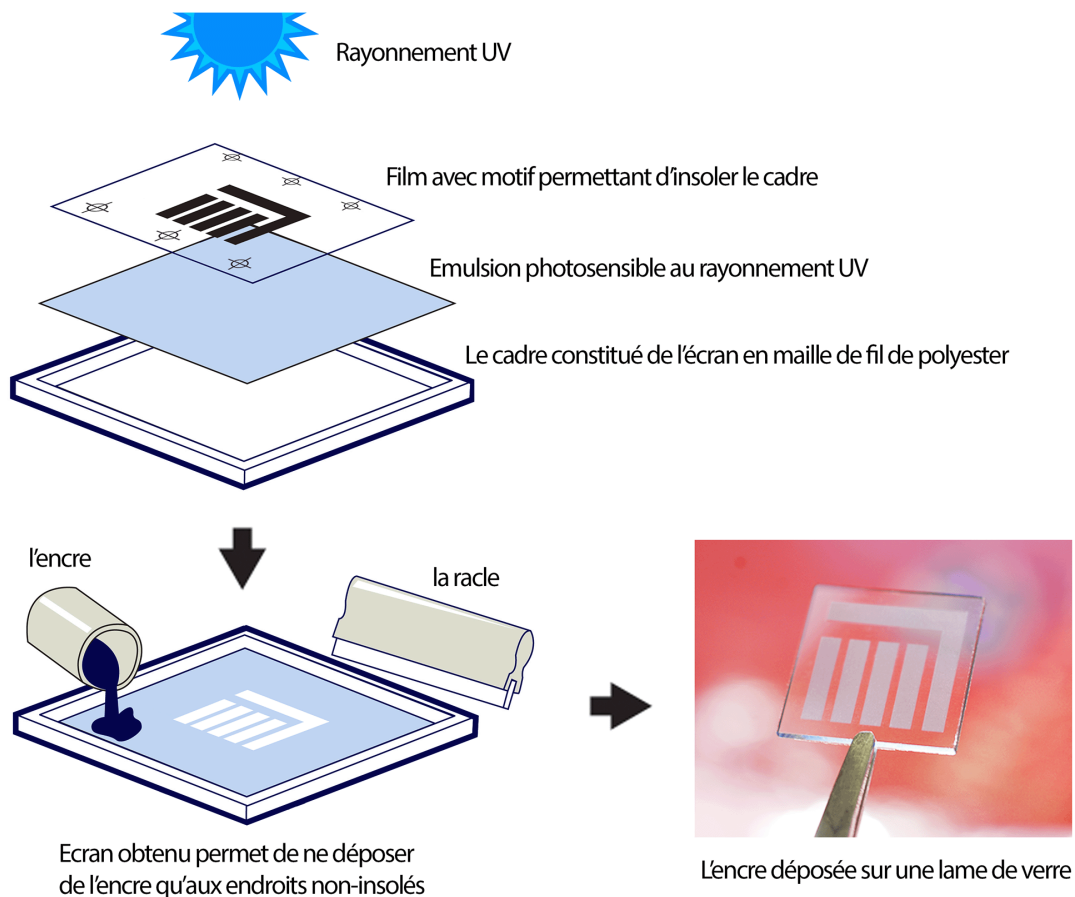 Rayonnement UV
Film avec motif permettant d'insoler le cadre
Emulsion photosensible au rayonnement UV
Le cadre constitué de l'écran en maille de fil de polyester
l'encre
la racle
Ecran obtenu permet de ne déposer
de l'encre qu'aux endroits non-insolés
L'encre déposée sur une lame de verre